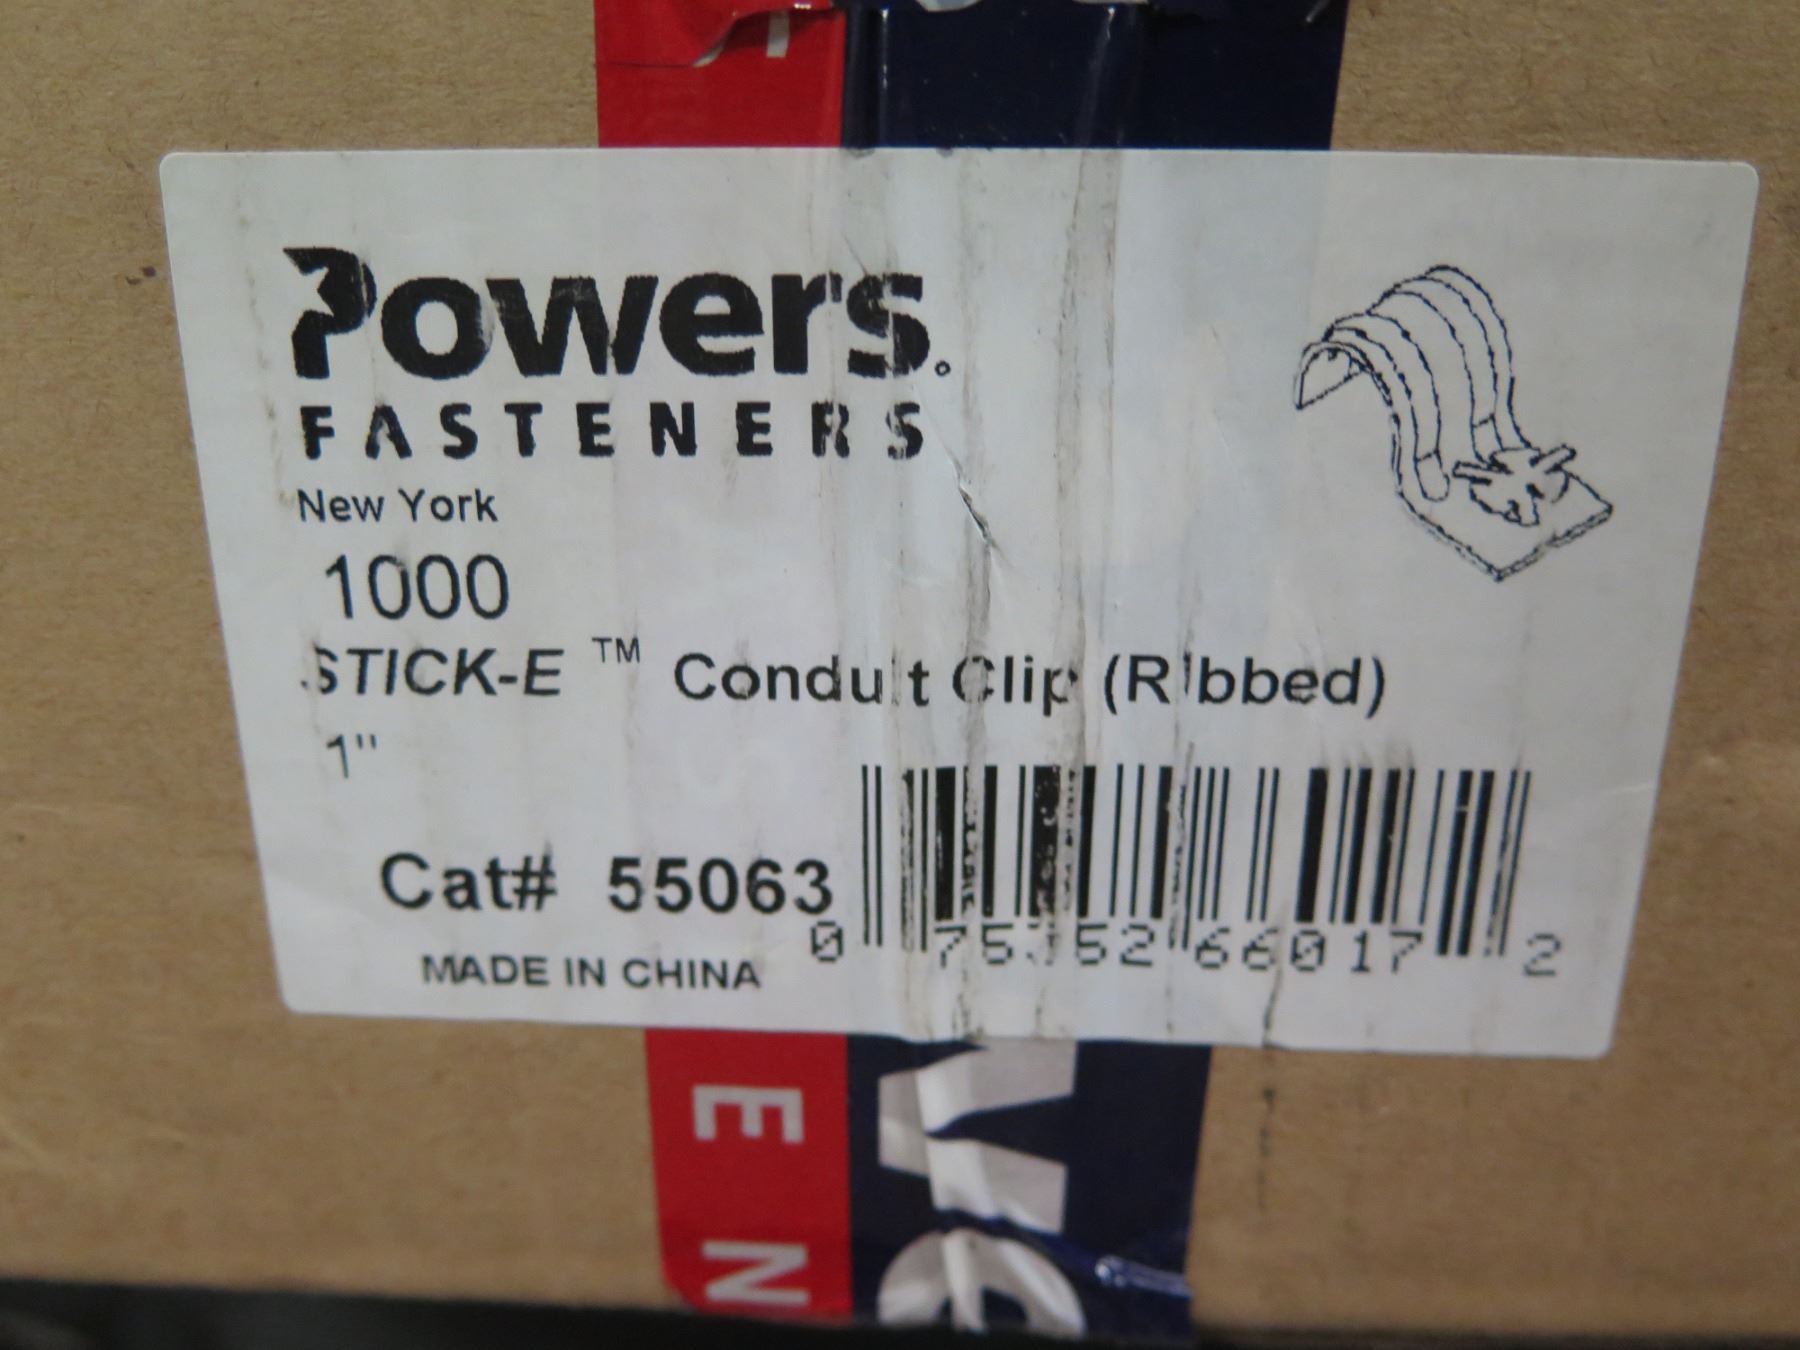 Powers.
FASTENERS
New York
1000
STICK-E ™ Conduit Clip (Ribbed)
1"
Cat# 55063
MADE IN CHINA
E N